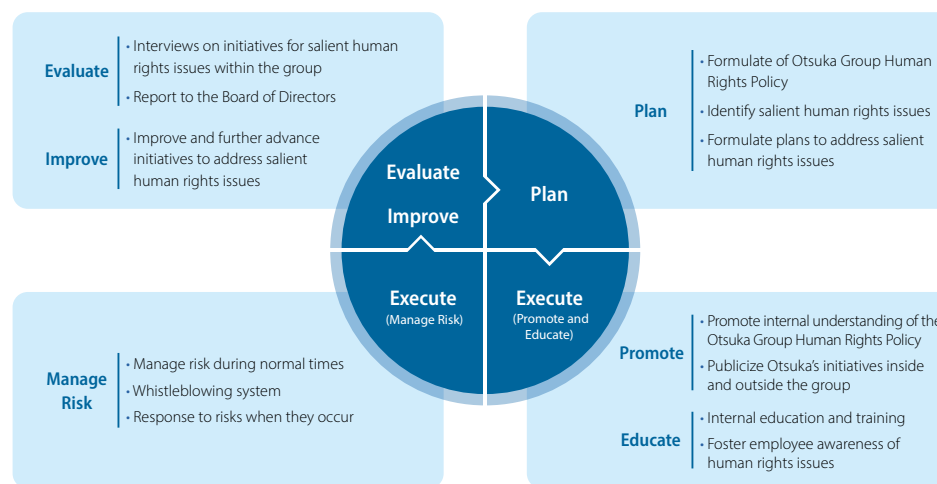 Evaluate
• Interviews on initiatives for salient human
rights issues within the group
• Report to the Board of Directors
Improve
• Improve and further advance
initiatives to address salient
human rights issues
Plan
• Formulate of Otsuka Group Human
Rights Policy
• Identify salient human rights issues
• Formulate plans to address salient
human rights issues
Evaluate
Improve
Plan
Execute
(Manage Risk)
Execute
(Promote and
Educate)
Manage
Risk
• Manage risk during normal times
• Whistleblowing system
• Response to risks when they occur
Promote
• Promote internal understanding of the
Otsuka Group Human Rights Policy
• Publicize Otsuka's initiatives inside
and outside the group
Educate
• Internal education and training
• Foster employee awareness of
human rights issues